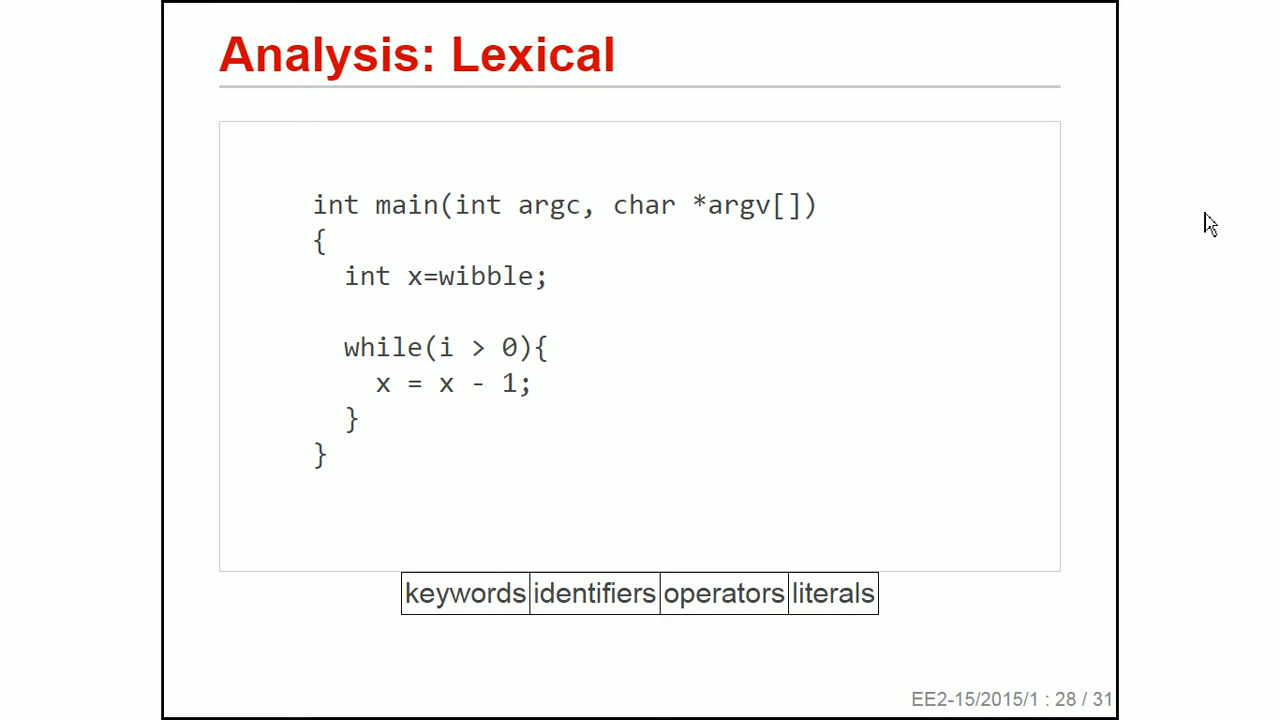 Analysis: Lexical
int main(int argc, char *argv[])
{
  int x=wibble;
  while(i > 0){
    x = x - 1;
  }
}
keywords identifiers operators literals
EE2-15/2015/1 : 28 / 31